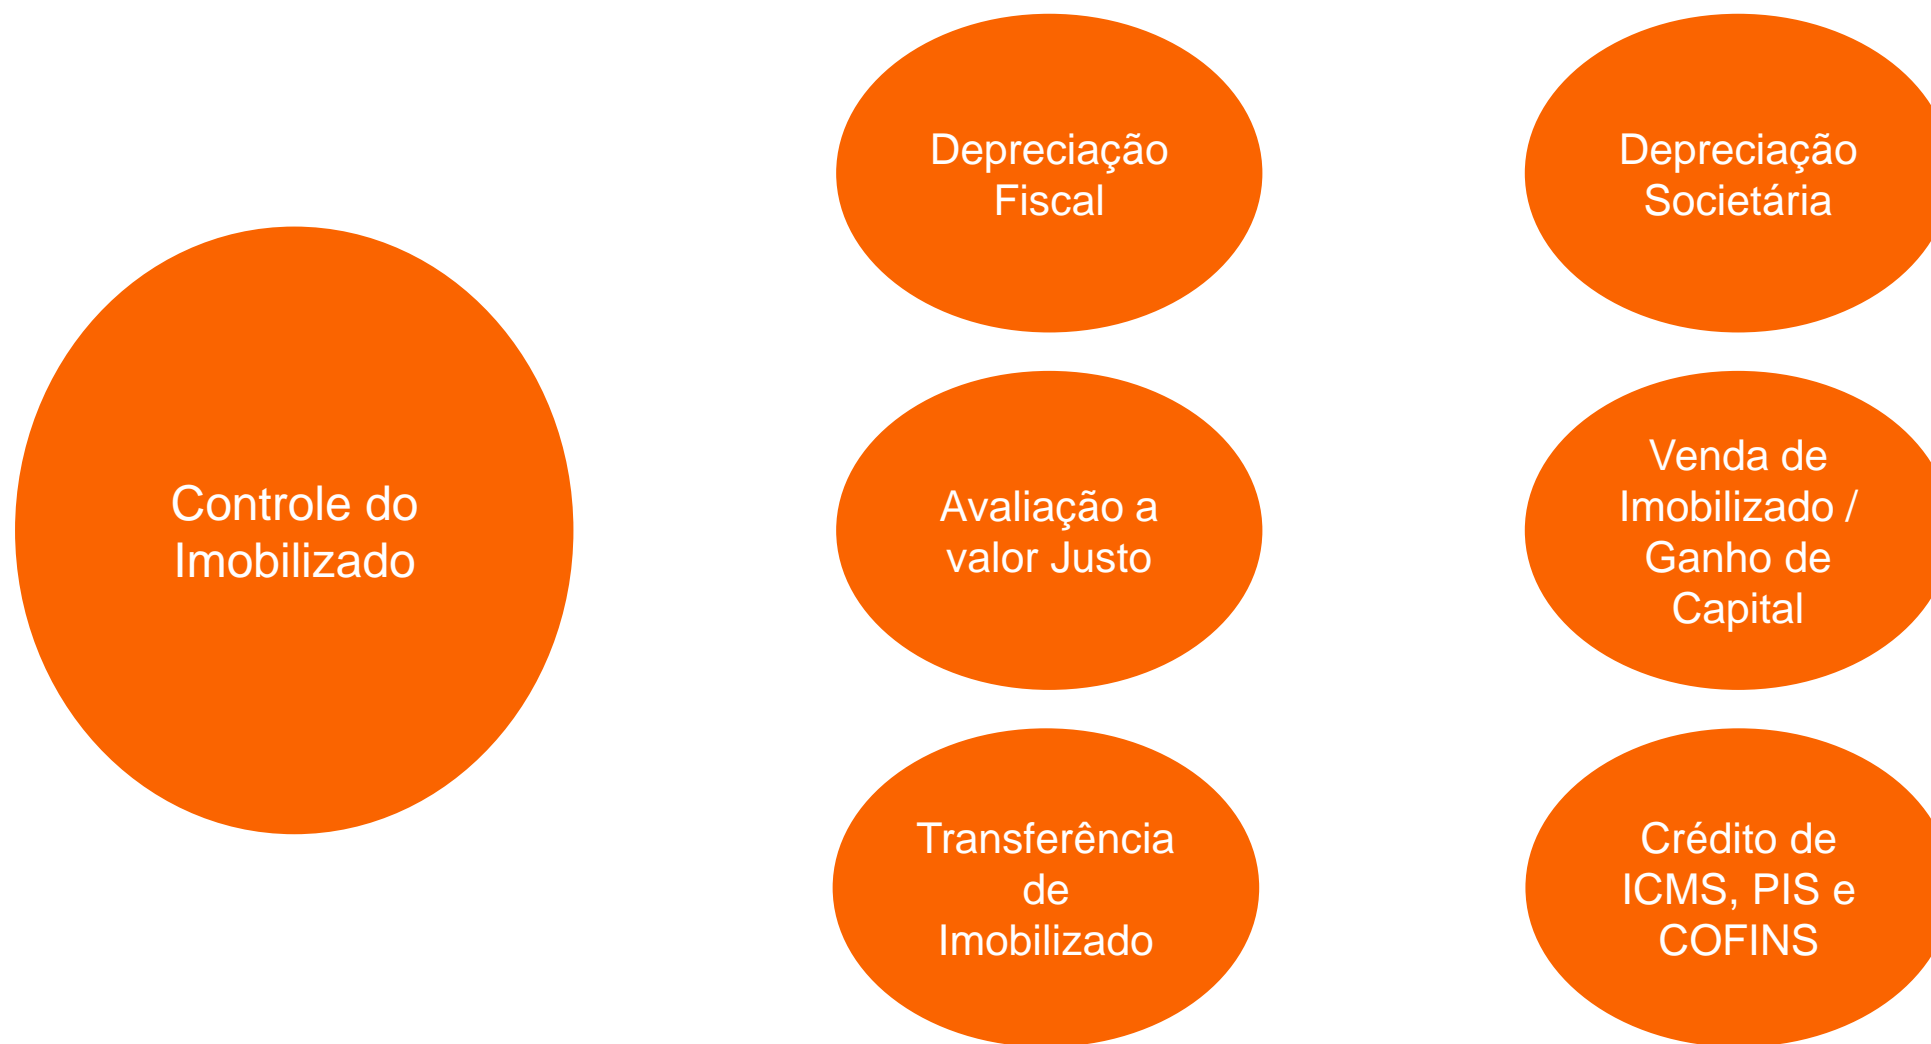 Controle do
Imobilizado
Depreciação
Fiscal
Depreciação
Societária
Avaliação a
valor Justo
Venda de
Imobilizado /
Ganho de
Capital
Transferência
de
Imobilizado
Crédito de
ICMS, PIS e
COFINS